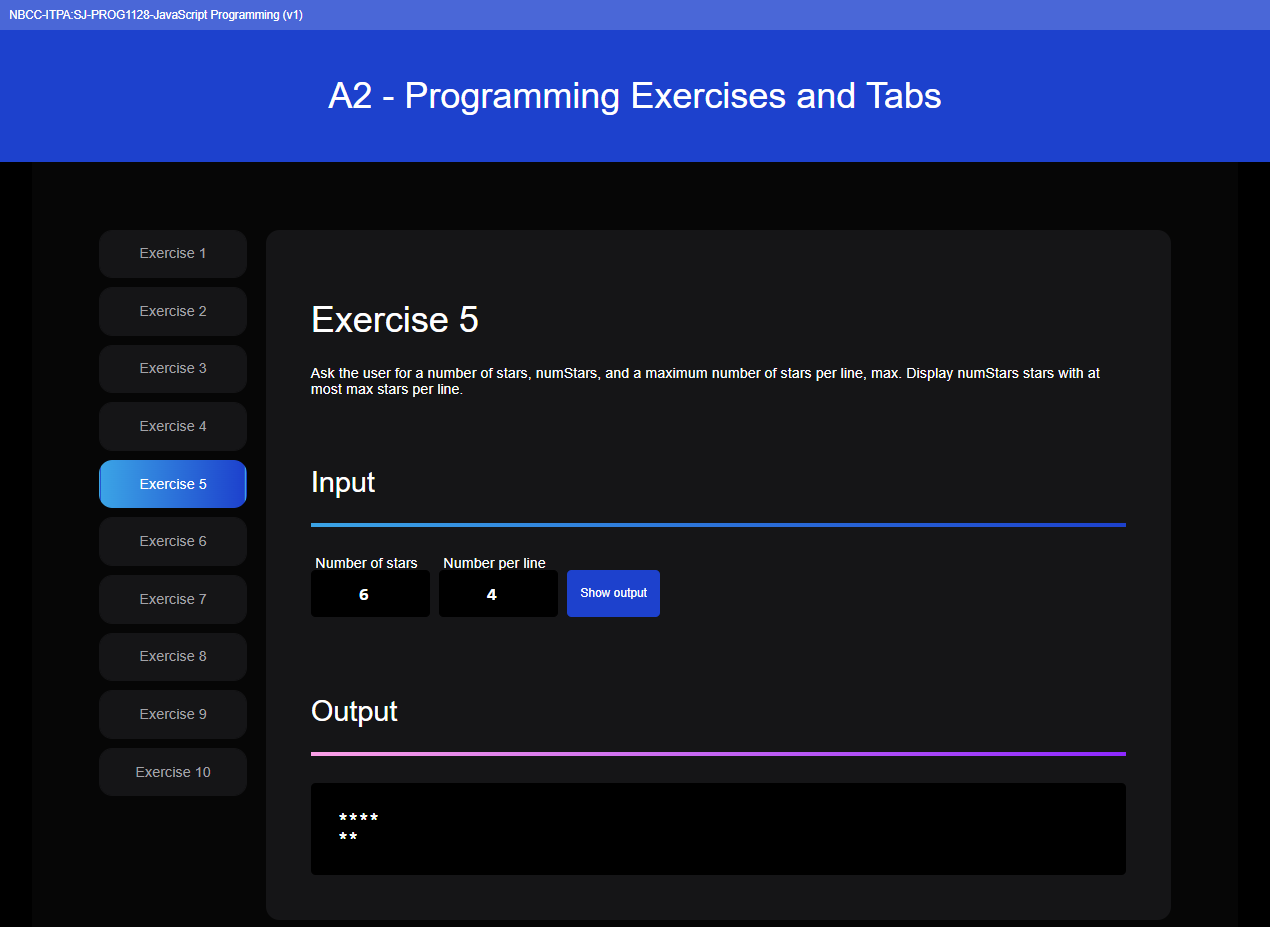 NBCC-ITPA:SJ-PROG1128-JavaScript Programming (v1)
A2 - Programming Exercises and Tabs
Exercise 1
Exercise 2
Exercise 3
Exercise 4
Exercise 5
Exercise 6
Exercise 7
Exercise 8
Exercise 9
Exercise 10
Exercise 5
Ask the user for a number of stars, numStars, and a maximum number of stars per line, max. Display numStars stars with at
most max stars per line.
Input
Number of stars Number per line
6 4 Show output
Output
****
**